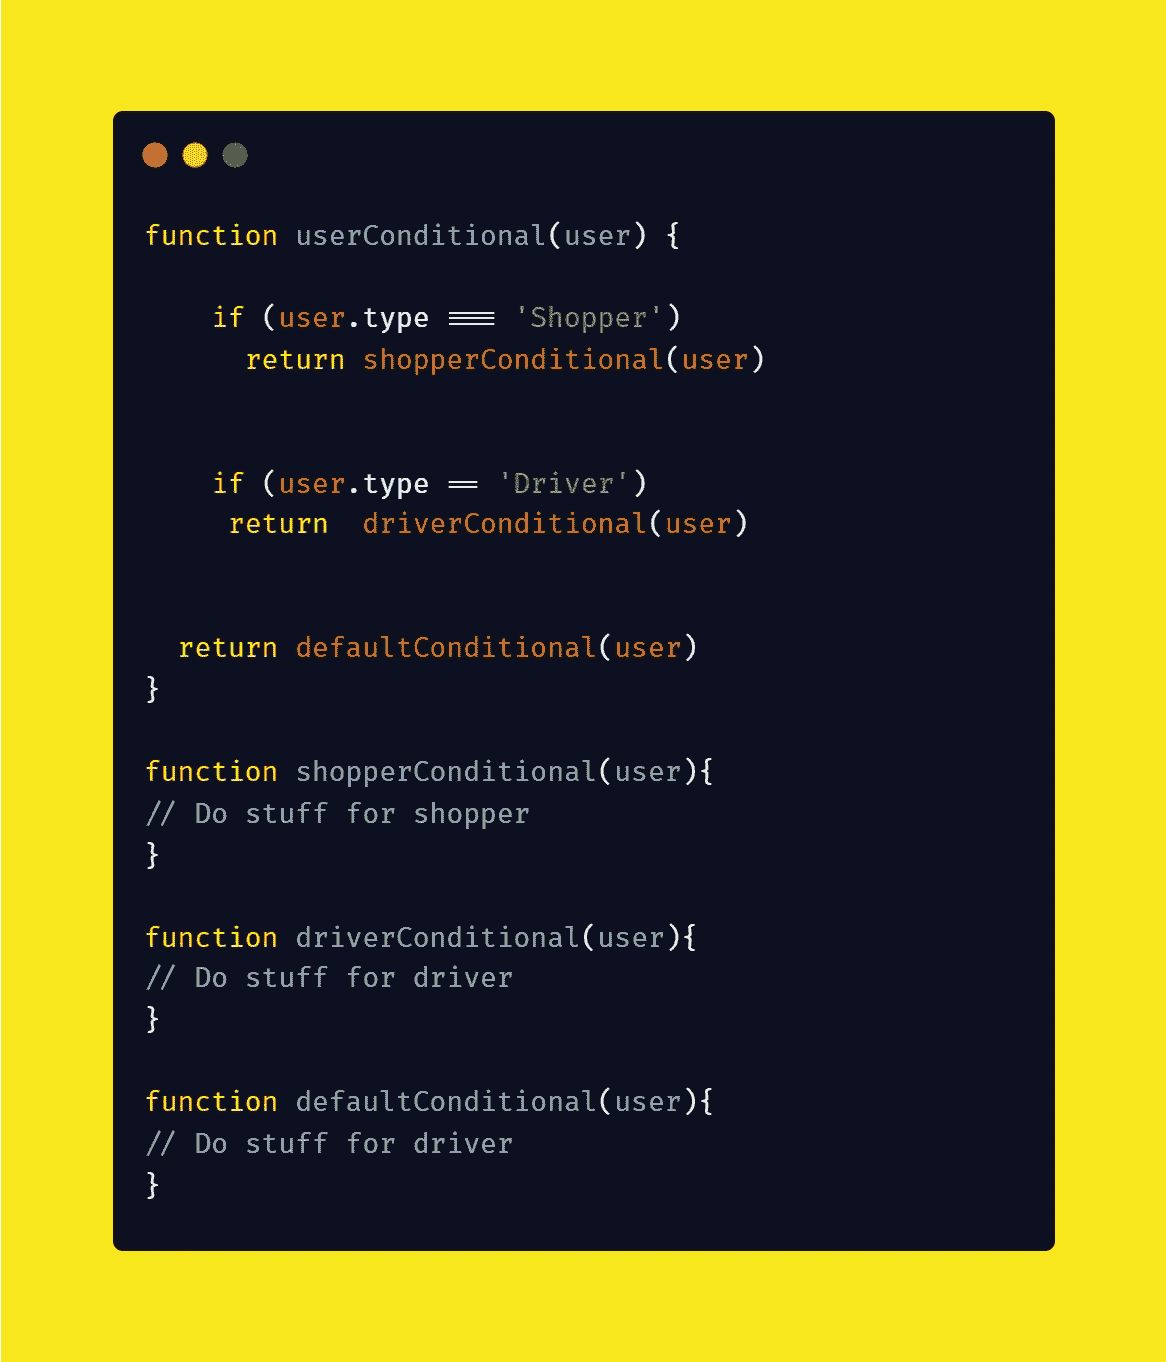 function userConditional(user) {
    if (user.type === 'Shopper')
      return shopperConditional(user)
    if (user.type == 'Driver')
     return  driverConditional(user)
  return defaultConditional(user)
}
function shopperConditional(user){
// Do stuff for shopper
}
function driverConditional(user){
// Do stuff for driver
}
function defaultConditional(user){
// Do stuff for driver
}